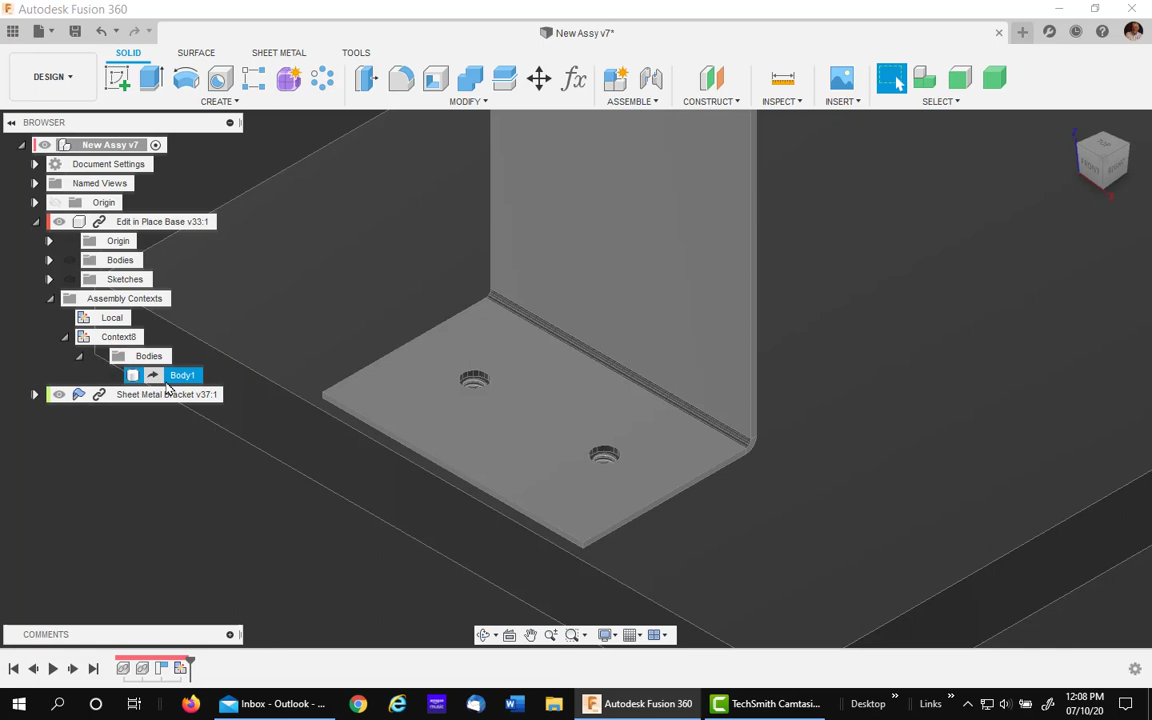 Autodesk Fusion 360
New Assy v7*
SOLID
SURFACE
SHEET METAL
TOOLS
DESIGN
CREATE
MODIFY
ASSEMBLE
CONSTRUCT
INSPECT
INSERT
SELECT
BROWSER
New Assy v7
Document Settings
Named Views
Origin
Edit in Place Base v33:1
Origin
Bodies
Sketches
Assembly Contexts
Local
Context8
Bodies
Body1
Sheet Metal Bracket v37:1
TOP
FRONT
RIGHT
Z
X
COMMENTS
Inbox - Outlook - ...
Autodesk Fusion 360
TechSmith Camtasi...
Desktop
Links
12:08 PM
07/10/20